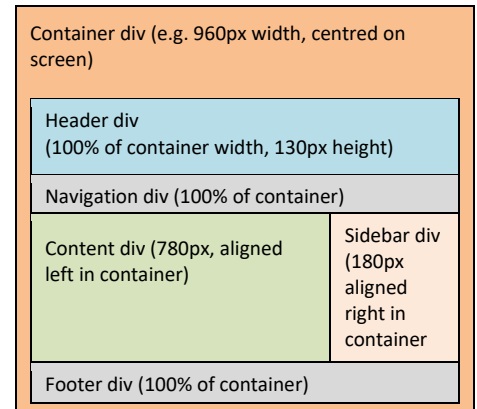 Container div (e.g. 960px width, centred on
screen)
Header div
(100% of container width, 130px height)
Navigation div (100% of container)
Content div (780px, aligned
left in container)
Sidebar div
(180px
aligned
right in
container
Footer div (100% of container)